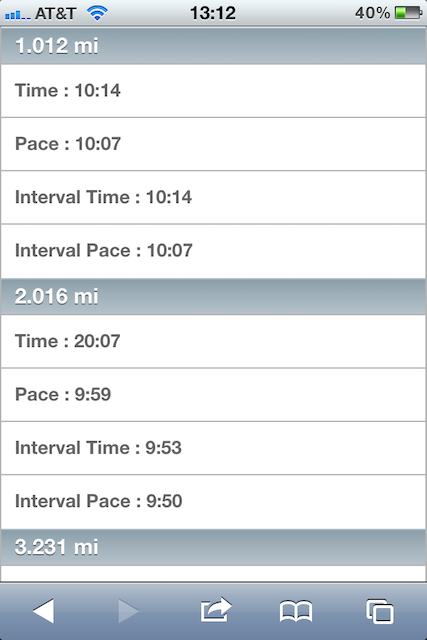 AT&T 13:12 40%
1.012 mi
Time : 10:14
Pace : 10:07
Interval Time : 10:14
Interval Pace : 10:07
2.016 mi
Time : 20:07
Pace : 9:59
Interval Time : 9:53
Interval Pace : 9:50
3.231 mi